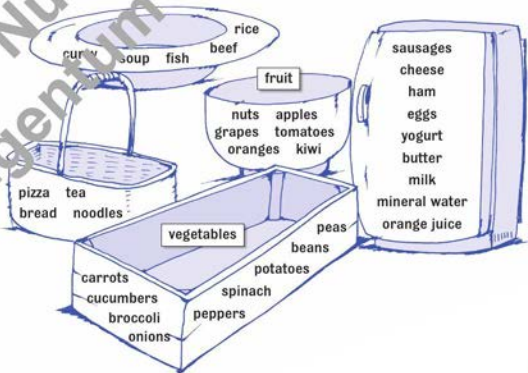 rice
curry soup fish beef
fruit
nuts apples
grapes tomatoes
oranges kiwi
sausages
cheese
ham
eggs
yogurt
butter
milk
mineral water
orange juice
pizza tea
bread noodles
vegetables
peas
beans
potatoes
spinach
peppers
carrots
cucumbers
broccoli
onions